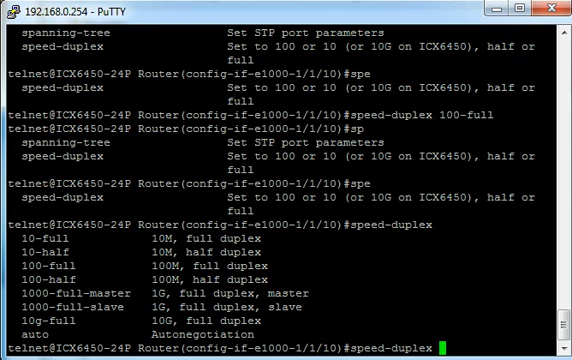 192.168.0.254 - PuTTY
spanning-tree Set STP port parameters
speed-duplex Set to 100 or 10 (or 10G on ICX6450), half or
full
telnet@ICX6450-24P Router(config-if-e1000-1/1/10)#spe
speed-duplex Set to 100 or 10 (or 10G on ICX6450), half or
full
telnet@ICX6450-24P Router(config-if-e1000-1/1/10)#speed-duplex 100-full
telnet@ICX6450-24P Router(config-if-e1000-1/1/10)#sp
spanning-tree Set STP port parameters
speed-duplex Set to 100 or 10 (or 10G on ICX6450), half or
full
telnet@ICX6450-24P Router(config-if-e1000-1/1/10)#spe
speed-duplex Set to 100 or 10 (or 10G on ICX6450), half or
full
telnet@ICX6450-24P Router(config-if-e1000-1/1/10)#speed-duplex
10-full 10M, full duplex
10-half 10M, half duplex
100-full 100M, full duplex
100-half 100M, half duplex
1000-full-master 1G, full duplex, master
1000-full-slave 1G, full duplex, slave
10g-full 10G, full duplex
auto Autonegotiation
telnet@ICX6450-24P Router(config-if-e1000-1/1/10)#speed-duplex